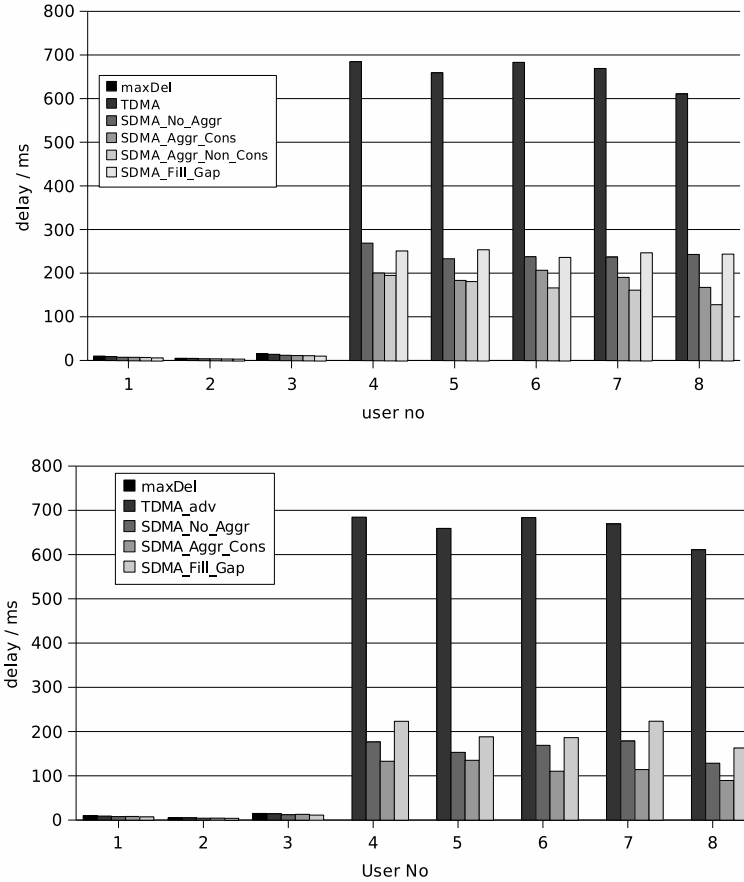 800
700
600
500
400
300
200
100
0
delay / ms
maxDel
TDMA
SDMA_No_Aggr
SDMA_Aggr_Cons
SDMA_Aggr_Non_Cons
SDMA_Fill_Gap
1 2 3 4 5 6 7 8
user no
800
700
600
500
400
300
200
100
0
delay / ms
maxDel
TDMA_adv
SDMA_No_Aggr
SDMA_Aggr_Cons
SDMA_Fill_Gap
1 2 3 4 5 6 7 8
User No